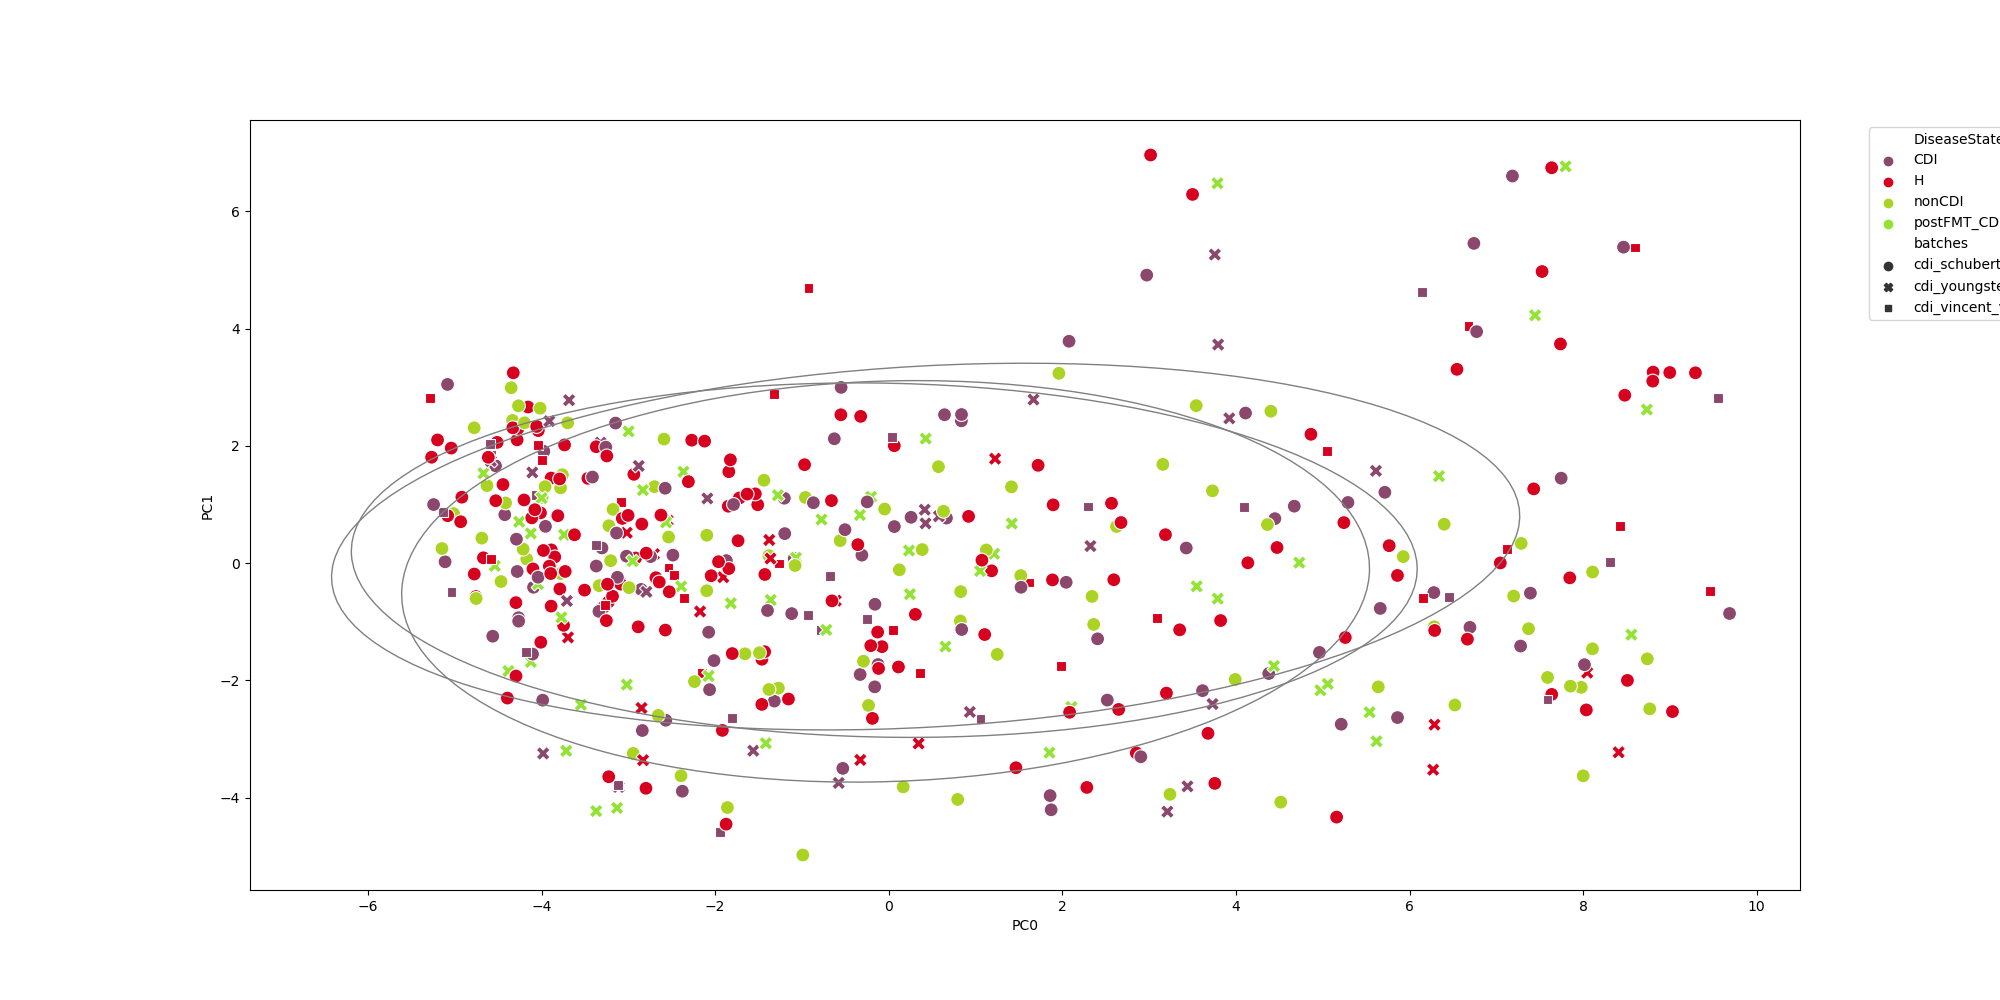 DiseaseState
CDI
H
nonCDI
postFMT_CD
batches
cdi_schubert
cdi_youngste
cdi_vincent_
6
4
2
0
−2
−4
PC1
−6
−4
−2
0
2
4
6
8
10
PC0